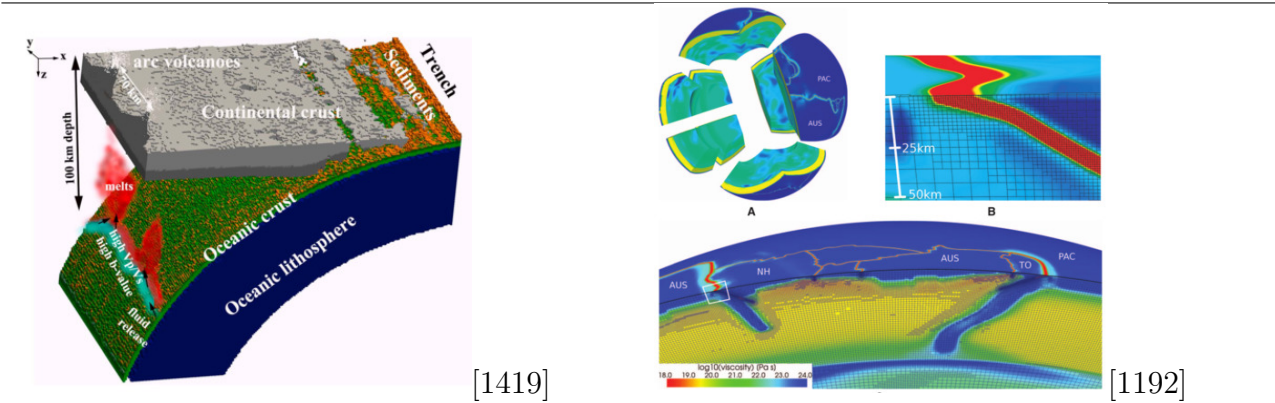 y
x
z
arc volcanoes
70 km
Continental crust
Sediments
Trench
100 km depth
melts
high Vp/Vs
high b-value
fluid
release
Oceanic crust
Oceanic lithosphere
[1419]
PAC
AUS
A
25km
50km
B
AUS
NH
AUS
TO
PAC
log10(viscosity) (Pa s)
18.0 19.0 20.0 21.0 22.0 23.0 24.0
[1192]